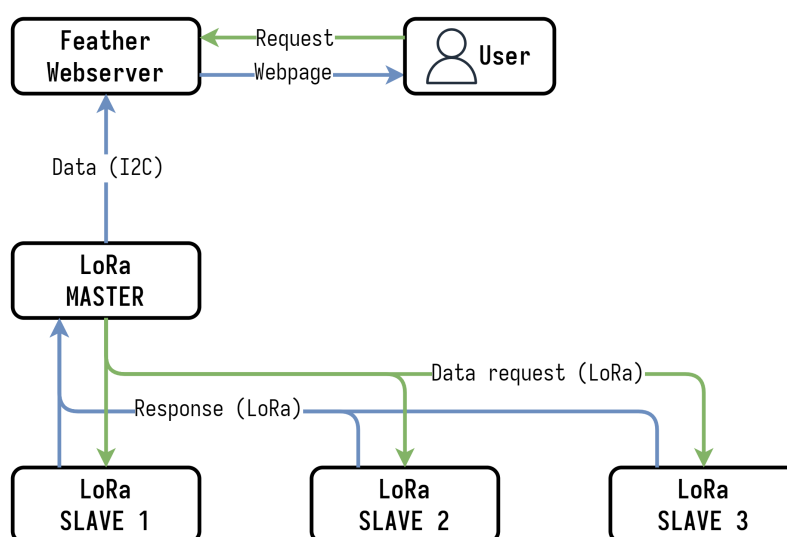 Feather
Webserver
Request
User
Webpage
Data (I2C)
LoRa
MASTER
Data request (LoRa)
Response (LoRa)
LoRa
SLAVE 1
LoRa
SLAVE 2
LoRa
SLAVE 3